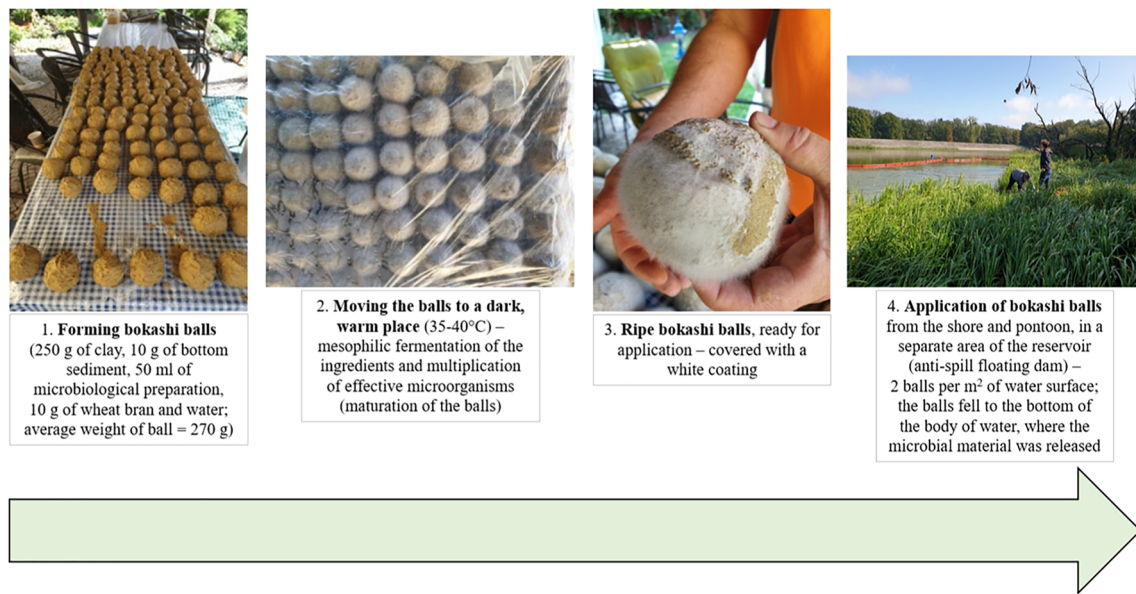 1. Forming bokashi balls
(250 g of clay, 10 g of bottom
sediment, 50 ml of
microbiological preparation,
10 g of wheat bran and water;
average weight of ball = 270 g)
2. Moving the balls to a dark,
warm place (35-40°C) –
mesophilic fermentation of the
ingredients and multiplication
of effective microorganisms
(maturation of the balls)
3. Ripe bokashi balls, ready for
application – covered with a
white coating
4. Application of bokashi balls
from the shore and pontoon, in a
separate area of the reservoir
(anti-spill floating dam) –
2 balls per m² of water surface;
the balls fell to the bottom of
the body of water, where the
microbial material was released